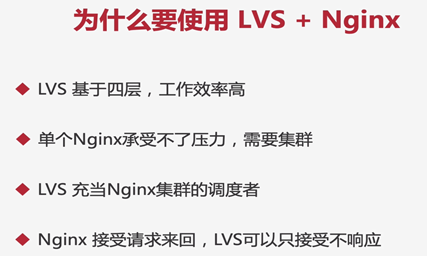 为什么要使用 LVS + Nginx
LVS 基于四层，工作效率高
单个Nginx承受不了压力，需要集群
LVS 充当Nginx集群的调度者
Nginx 接受请求来回，LVS可以只接受不响应